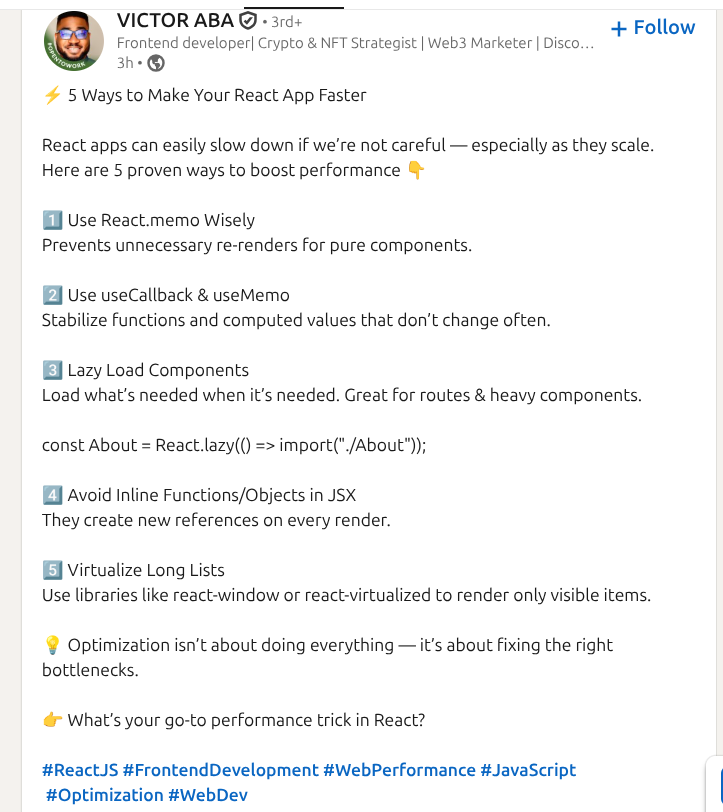 VICTOR ABA • 3rd+
+ Follow
Frontend developer| Crypto & NFT Strategist | Web3 Marketer | Disco...
3h •
#OPENTOWORK
⚡ 5 Ways to Make Your React App Faster
React apps can easily slow down if we’re not careful — especially as they scale.
Here are 5 proven ways to boost performance 👇
1️⃣ Use React.memo Wisely
Prevents unnecessary re-renders for pure components.
2️⃣ Use useCallback & useMemo
Stabilize functions and computed values that don’t change often.
3️⃣ Lazy Load Components
Load what’s needed when it’s needed. Great for routes & heavy components.
const About = React.lazy(() => import("./About"));
4️⃣ Avoid Inline Functions/Objects in JSX
They create new references on every render.
5️⃣ Virtualize Long Lists
Use libraries like react-window or react-virtualized to render only visible items.
💡 Optimization isn’t about doing everything — it’s about fixing the right
bottlenecks.
👉 What’s your go-to performance trick in React?
#ReactJS #FrontendDevelopment #WebPerformance #JavaScript
#Optimization #WebDev